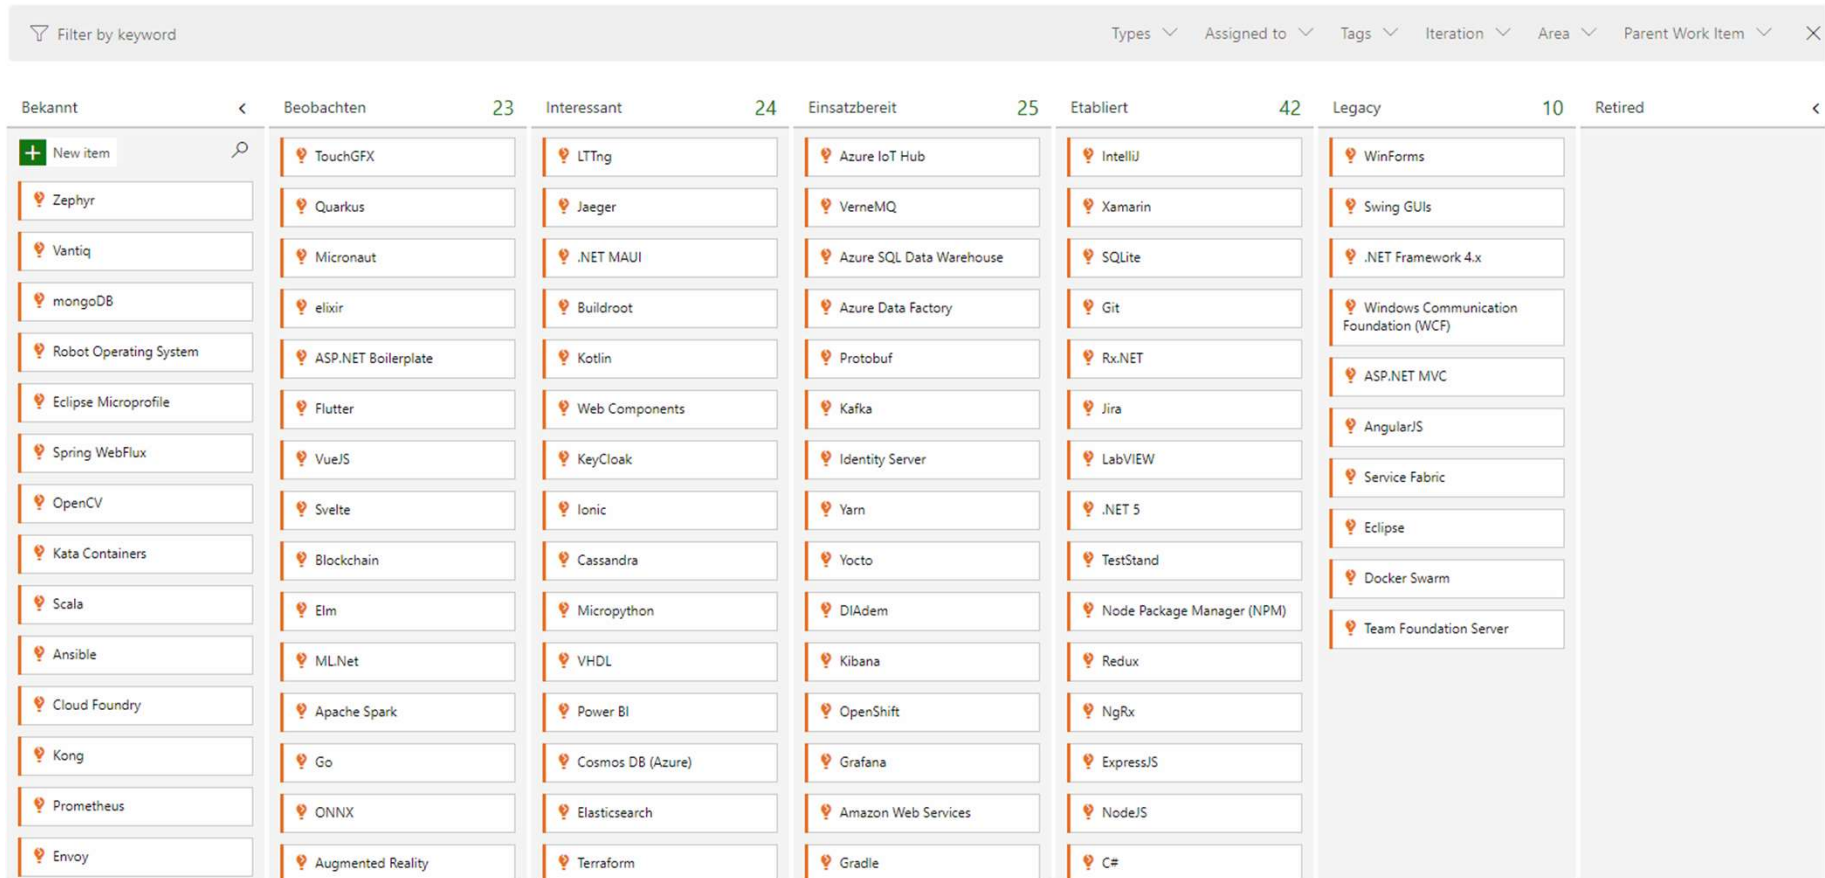 Filter by keyword
Types
Assigned to
Tags
Iteration
Area
Parent Work Item
Bekannt
New item
Zephyr
Vantiq
mongoDB
Robot Operating System
Eclipse Microprofile
Spring WebFlux
OpenCV
Kata Containers
Scala
Ansible
Cloud Foundry
Kong
Prometheus
Envoy
Beobachten 23
TouchGFX
Quarkus
Micronaut
elixir
ASP.NET Boilerplate
Flutter
VueJS
Svelte
Blockchain
Elm
ML.Net
Apache Spark
Go
ONNX
Augmented Reality
Interessant 24
LTTng
Jaeger
.NET MAUI
Buildroot
Kotlin
Web Components
KeyCloak
Ionic
Cassandra
Micropython
VHDL
Power BI
Cosmos DB (Azure)
Elasticsearch
Terraform
Einsatzbereit 25
Azure IoT Hub
VerneMQ
Azure SQL Data Warehouse
Azure Data Factory
Protobuf
Kafka
Identity Server
Yarn
Yocto
DIAdem
Kibana
OpenShift
Grafana
Amazon Web Services
Gradle
Etabliert 42
IntelliJ
Xamarin
SQLite
Git
Rx.NET
Jira
LabVIEW
.NET 5
TestStand
Node Package Manager (NPM)
Redux
NgRx
ExpressJS
NodeJS
C#
Legacy 10
WinForms
Swing GUIs
.NET Framework 4.x
Windows Communication
Foundation (WCF)
ASP.NET MVC
AngularJS
Service Fabric
Eclipse
Docker Swarm
Team Foundation Server
Retired